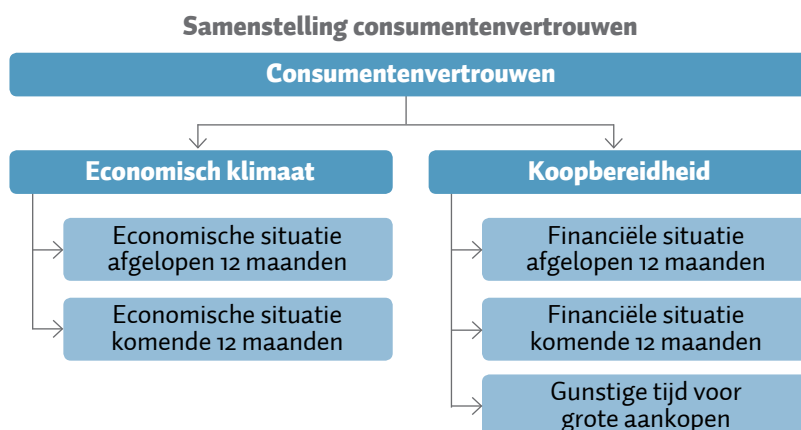 Samenstelling consumentenvertrouwen
Consumentenvertrouwen
Economisch klimaat
Economische situatie
afgelopen 12 maanden
Economische situatie
komende 12 maanden
Koopbereidheid
Financiële situatie
afgelopen 12 maanden
Financiële situatie
komende 12 maanden
Gunstige tijd voor
grote aankopen